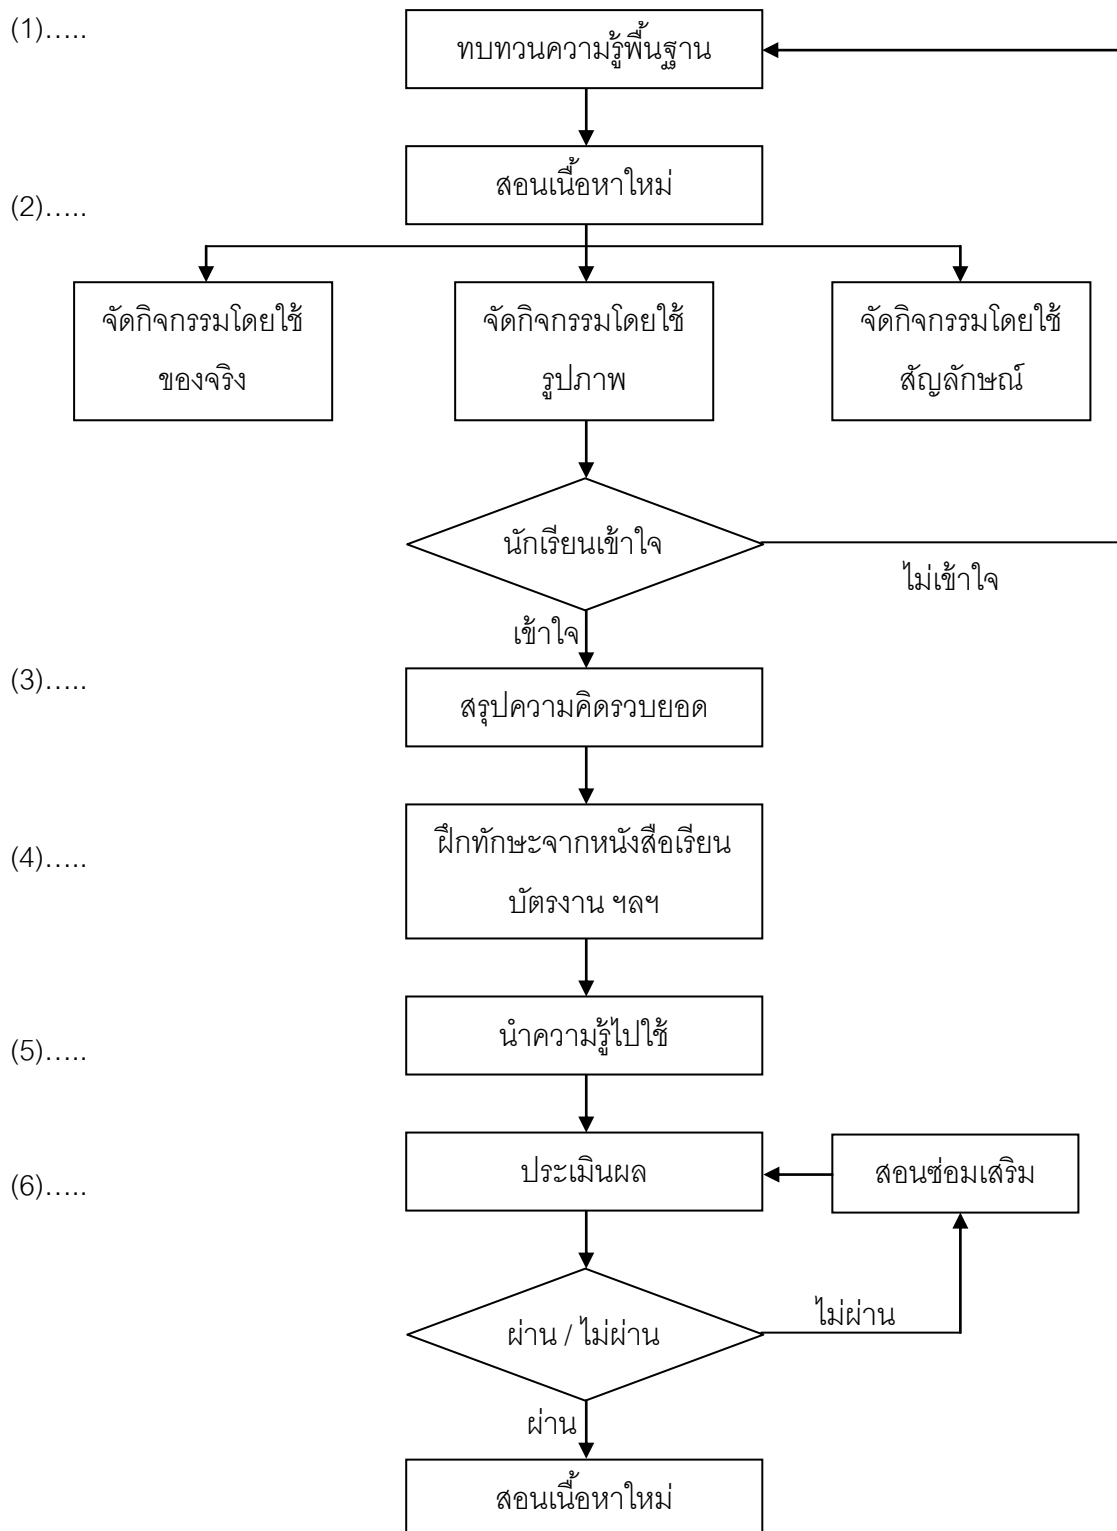 (1)…..
ทบทวนความรู้พื้นฐาน
สอนเนื้อหาใหม่
(2)…..
จัดกิจกรรมโดยใช้
ของจริง
จัดกิจกรรมโดยใช้
รูปภาพ
จัดกิจกรรมโดยใช้
สัญลักษณ์
นักเรียนเข้าใจ
ไม่เข้าใจ
เข้าใจ
(3)…..
สรุปความคิดรวบยอด
(4)…..
ฝึกทักษะจากหนังสือเรียน
บัตรงาน ฯลฯ
(5)…..
นำความรู้ไปใช้
(6)…..
ประเมินผล
สอนซ่อมเสริม
ผ่าน / ไม่ผ่าน
ไม่ผ่าน
ผ่าน
สอนเนื้อหาใหม่